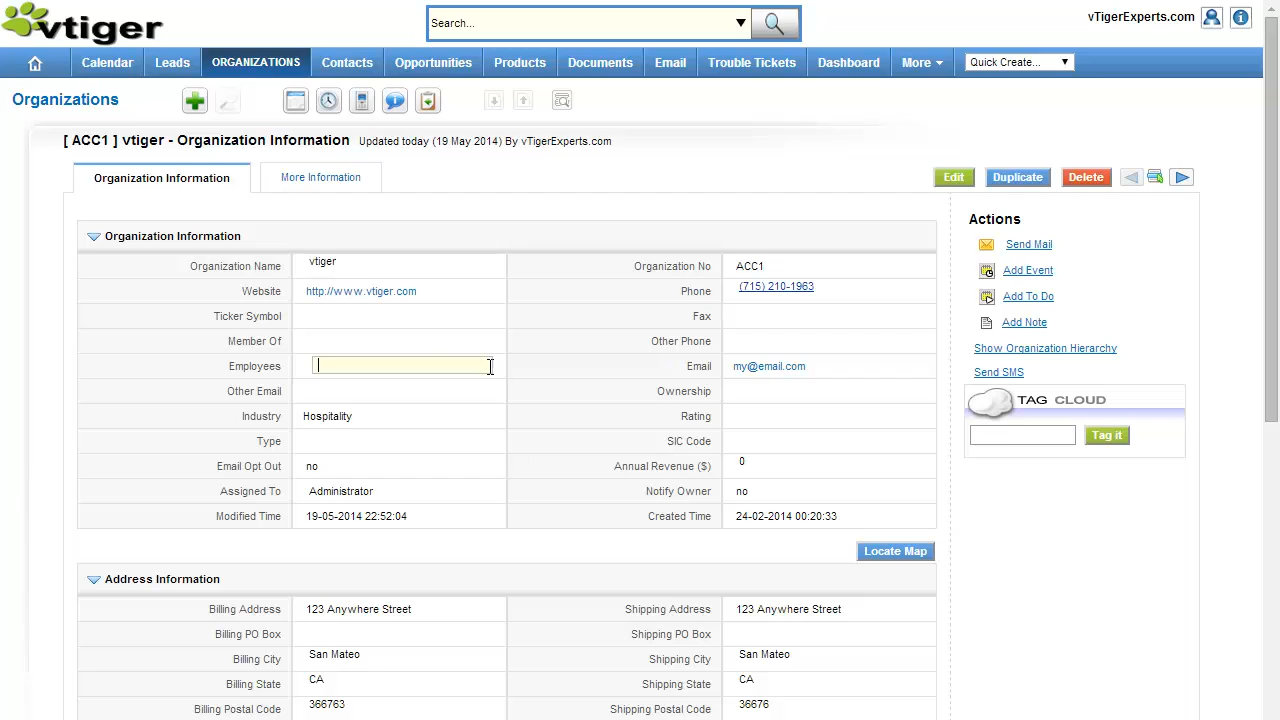 vtiger
Search...
vTigerExperts.com
Calendar
Leads
ORGANIZATIONS
Contacts
Opportunities
Products
Documents
Email
Trouble Tickets
Dashboard
More
Quick Create...
Organizations
[ ACC1 ] vtiger - Organization Information Updated today (19 May 2014) By vTigerExperts.com
Organization Information
More Information
Edit
Duplicate
Delete
Organization Information
Organization Name vtiger Organization No ACC1
Website http://www.vtiger.com Phone (715) 210-1963
Ticker Symbol Fax
Member Of Other Phone
Employees Email my@email.com
Other Email Ownership
Industry Hospitality Rating
Type SIC Code
Email Opt Out no Annual Revenue ($) 0
Assigned To Administrator Notify Owner no
Modified Time 19-05-2014 22:52:04 Created Time 24-02-2014 00:20:33
Locate Map
Address Information
Billing Address 123 Anywhere Street Shipping Address 123 Anywhere Street
Billing PO Box Shipping PO Box
Billing City San Mateo Shipping City San Mateo
Billing State CA Shipping State CA
Billing Postal Code 366763 Shipping Postal Code 36676
Actions
Send Mail
Add Event
Add To Do
Add Note
Show Organization Hierarchy
Send SMS
TAG CLOUD
Tag it